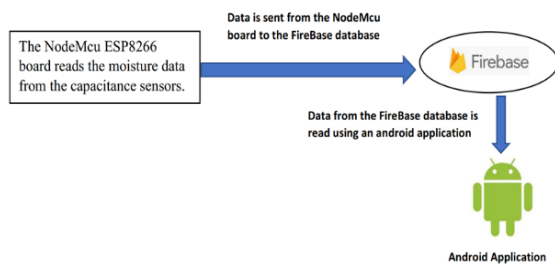 Data is sent from the NodeMcu
board to the FireBase database
The NodeMcu ESP8266
board reads the moisture data
from the capacitance sensors.
Firebase
Data from the FireBase database is
read using an android application
Android Application